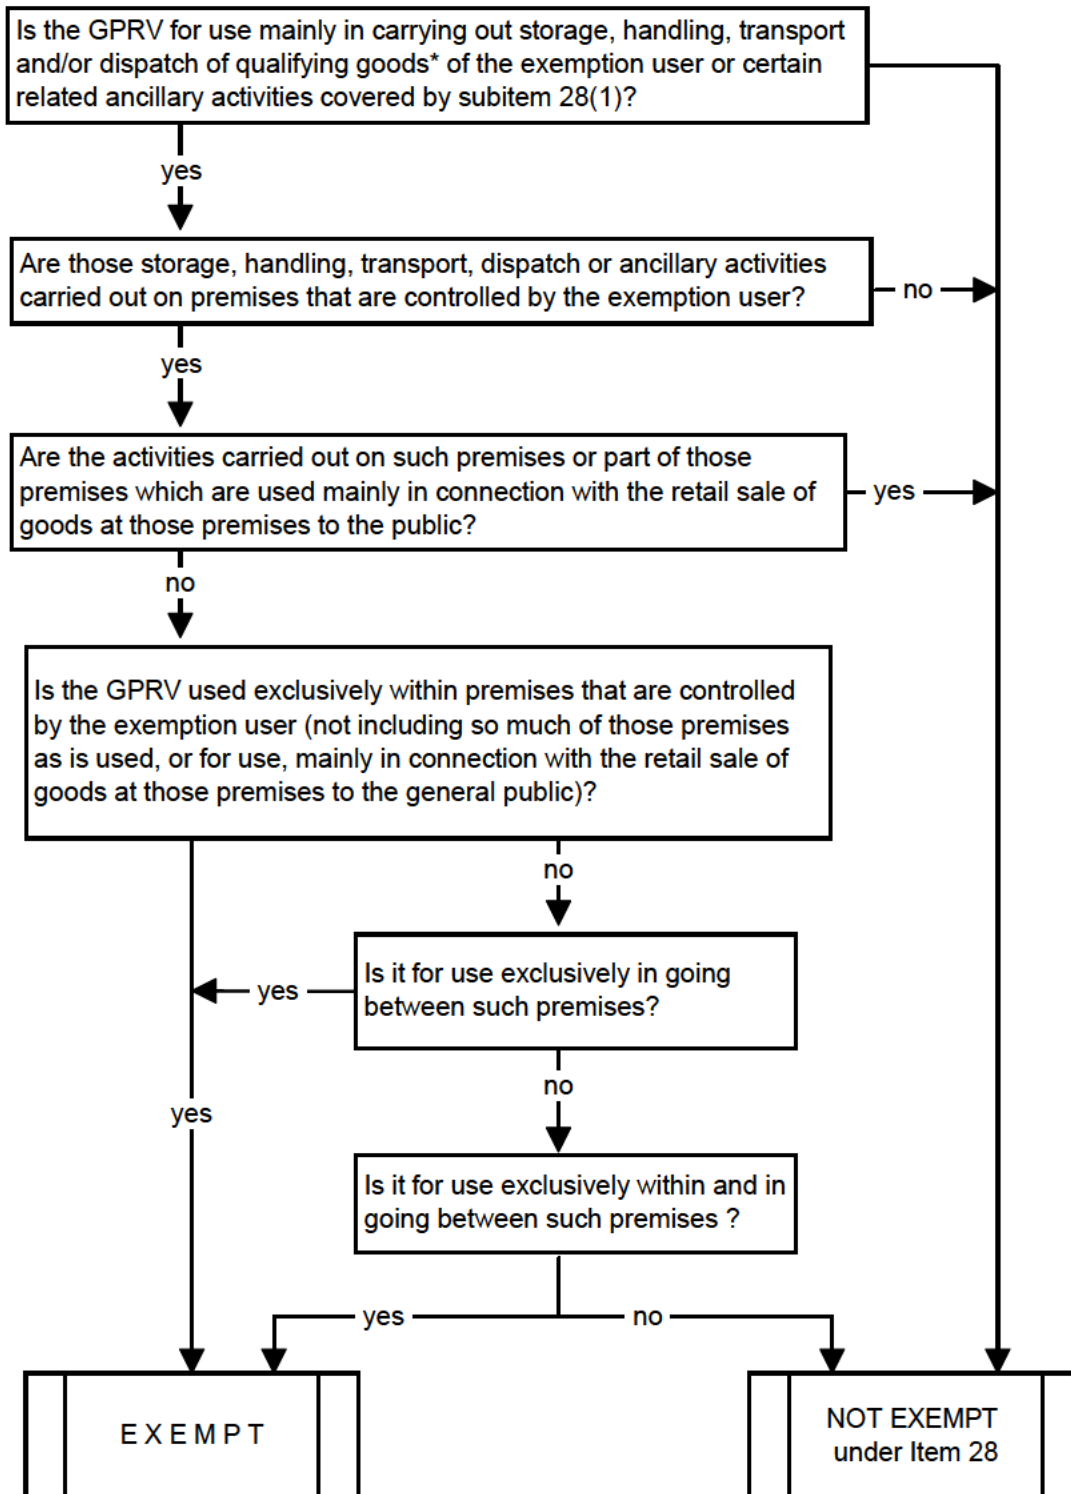 Is the GPRV for use mainly in carrying out storage, handling, transport
and/or dispatch of qualifying goods* of the exemption user or certain
related ancillary activities covered by subitem 28(1)?
yes
Are those storage, handling, transport, dispatch or ancillary activities
carried out on premises that are controlled by the exemption user?
no
yes
Are the activities carried out on such premises or part of those
premises which are used mainly in connection with the retail sale of
goods at those premises to the public?
yes
no
Is the GPRV used exclusively within premises that are controlled
by the exemption user (not including so much of those premises
as is used, or for use, mainly in connection with the retail sale of
goods at those premises to the general public)?
no
Is it for use exclusively in going
between such premises?
yes
no
yes
Is it for use exclusively within and in
going between such premises ?
yes
no
E X E M P T
NOT EXEMPT
under Item 28